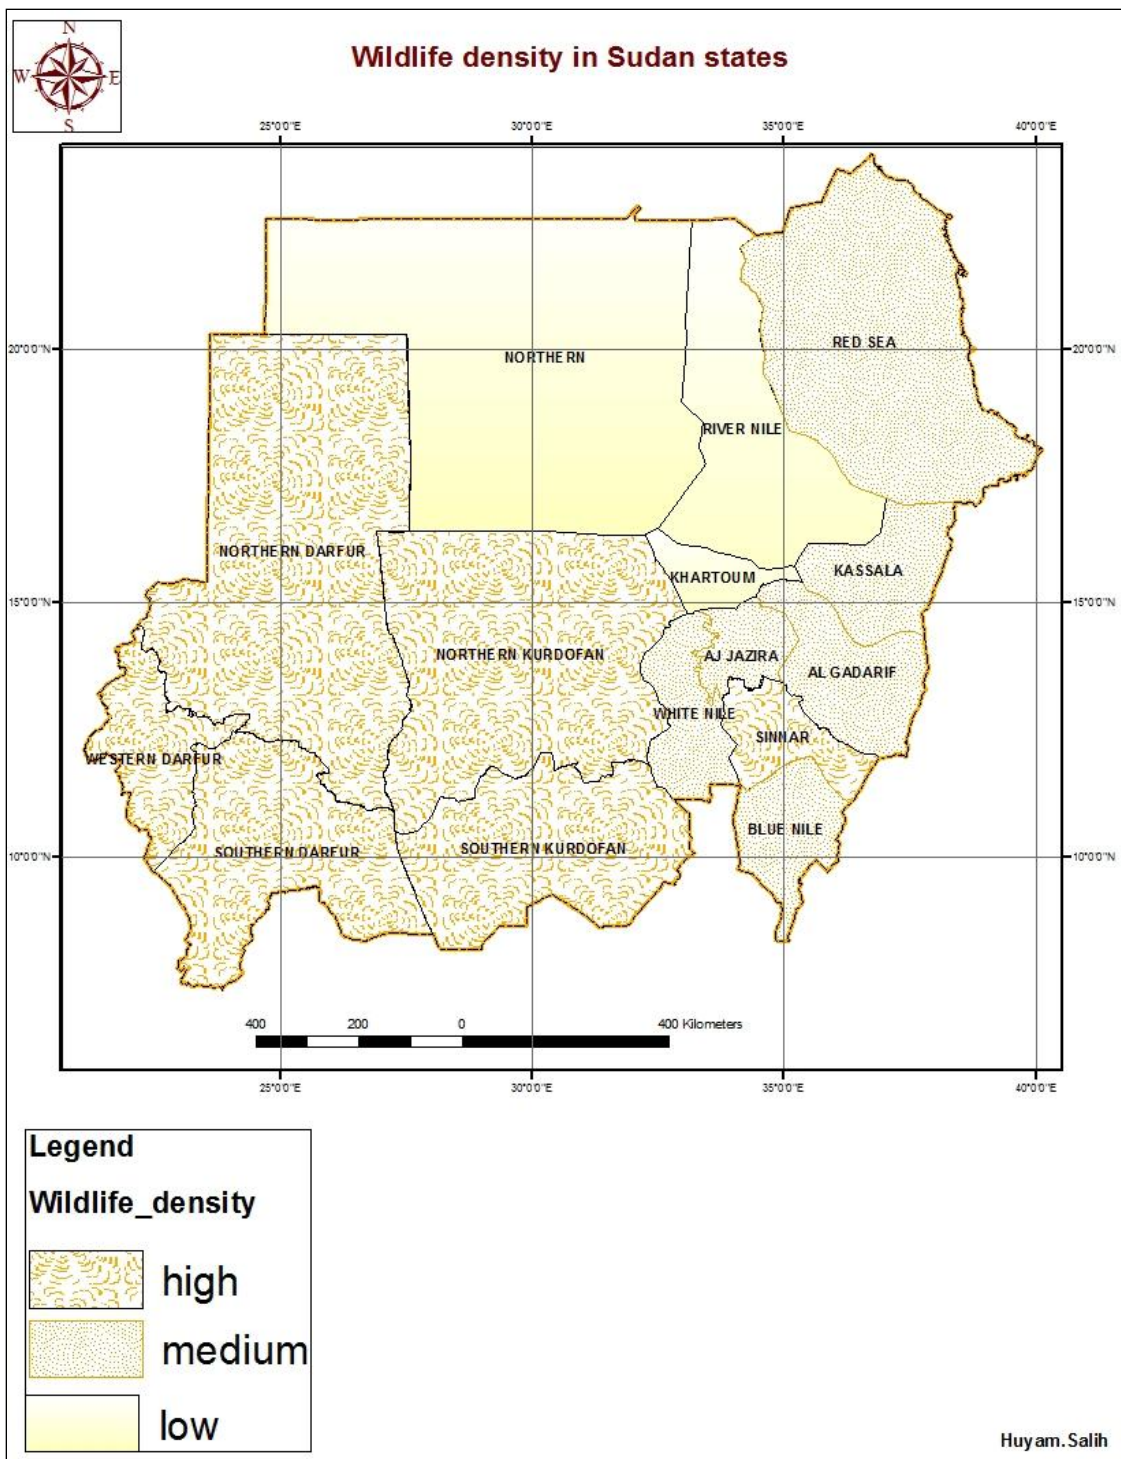 N
W E
S
Wildlife density in Sudan states
25°0'0"E 30°0'0"E 35°0'0"E 40°0'0"E
20°0'0"N 20°0'0"N
RED SEA
NORTHERN
RIVER NILE
NORTHERN DARFUR
KHARTOUM
KASSALA
15°0'0"N 15°0'0"N
NORTHERN KURDOFAN
AJ JAZIRA
AL GADARIF
WHITE NILE
SINNAR
WESTERN DARFUR
BLUE NILE
SOUTHERN DARFUR
SOUTHERN KURDOFAN
10°0'0"N 10°0'0"N
400 200 0 400 Kilometers
25°0'0"E 30°0'0"E 35°0'0"E 40°0'0"E
Legend
Wildlife_density
high
medium
low
Huyam.Salih